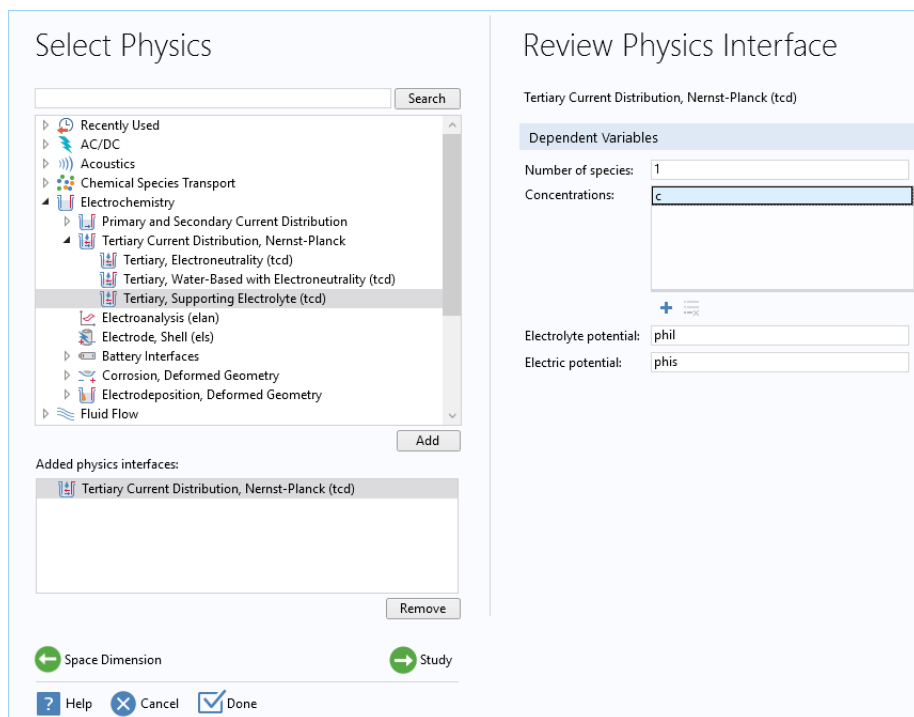 Select Physics
Search
Recently Used
AC/DC
Acoustics
Chemical Species Transport
Electrochemistry
Primary and Secondary Current Distribution
Tertiary Current Distribution, Nernst-Planck
Tertiary, Electroneutrality (tcd)
Tertiary, Water-Based with Electroneutrality (tcd)
Tertiary, Supporting Electrolyte (tcd)
Electroanalysis (elan)
Electrode, Shell (els)
Battery Interfaces
Corrosion, Deformed Geometry
Electrodeposition, Deformed Geometry
Fluid Flow
Add
Added physics interfaces:
Tertiary Current Distribution, Nernst-Planck (tcd)
Remove
Space Dimension
Study
? Help
Cancel
Done
Review Physics Interface
Tertiary Current Distribution, Nernst-Planck (tcd)
Dependent Variables
Number of species: 1
Concentrations: c
Electrolyte potential: phil
Electric potential: phis